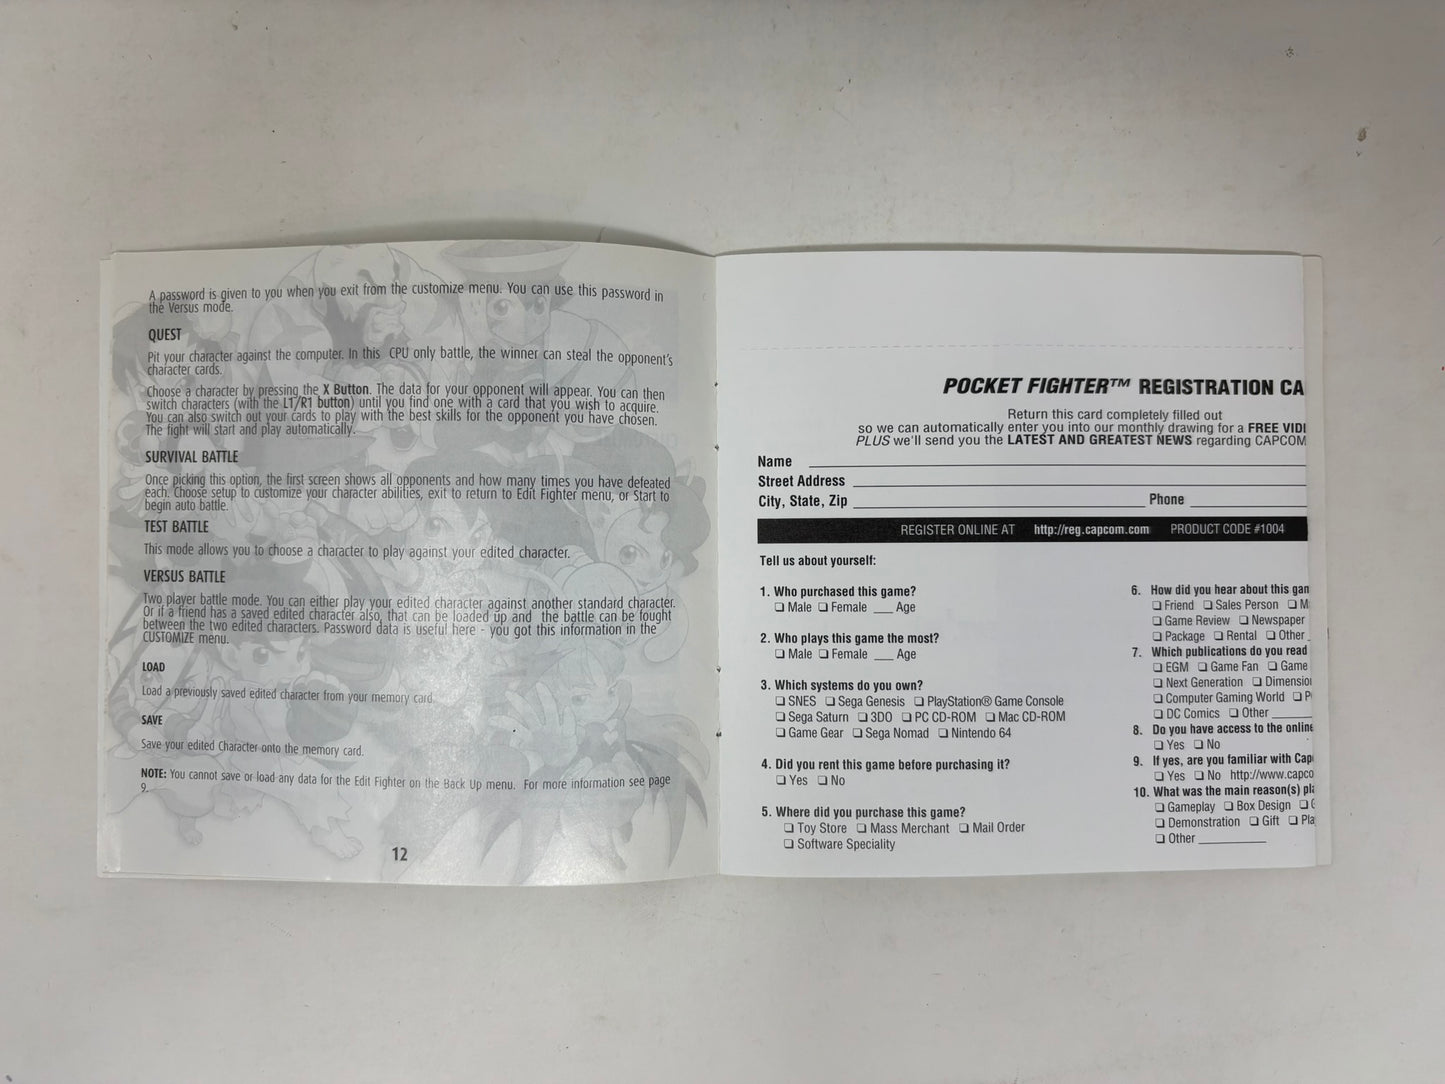 A password is given to you when you exit from the customize menu. You can use this password in
the Versus mode.
QUEST
Pit your character against the computer. In this CPU only battle, the winner can steal the opponent's
character cards.
Choose a character by pressing the X Button. The data for your opponent will appear. You can then
switch characters (with the L1/R1 button) until you find one with a card that you wish to acquire.
You can also switch out your cards to play with the best skills for the opponent you have chosen.
The fight will start and play automatically.
SURVIVAL BATTLE
Once picking this option, the first screen shows all opponents and how many times you have defeated
each. Choose setup to customize your character abilities, exit to return to Edit Fighter menu, or Start to
begin auto battle.
TEST BATTLE
This mode allows you to choose a character to play against your edited character.
VERSUS BATTLE
Two player battle mode. You can either play your edited character against another standard character.
Or if a friend has a saved edited character also, that can be loaded up and the battle can be fought
between the two edited characters. Password data is useful here - you got this information in the
CUSTOMIZE menu.
LOAD
Load a previously saved edited character from your memory card.
SAVE
Save your edited Character onto the memory card.
NOTE: You cannot save or load any data for the Edit Fighter on the Back Up menu. For more information see page
9.
12
POCKET FIGHTER™ REGISTRATION CA
Return this card completely filled out
so we can automatically enter you into our monthly drawing for a FREE VIDI
PLUS we'll send you the LATEST AND GREATEST NEWS regarding CAPCOM
Name
Street Address
City, State, Zip Phone
REGISTER ONLINE AT http://reg.capcom.com PRODUCT CODE #1004
Tell us about yourself:
1. Who purchased this game?
❏ Male ❏ Female ___ Age
2. Who plays this game the most?
❏ Male ❏ Female ___ Age
3. Which systems do you own?
❏ SNES ❏ Sega Genesis ❏ PlayStation® Game Console
❏ Sega Saturn ❏ 3DO ❏ PC CD-ROM ❏ Mac CD-ROM
❏ Game Gear ❏ Sega Nomad ❏ Nintendo 64
4. Did you rent this game before purchasing it?
❏ Yes ❏ No
5. Where did you purchase this game?
❏ Toy Store ❏ Mass Merchant ❏ Mail Order
❏ Software Speciality
6. How did you hear about this gan
❏ Friend ❏ Sales Person ❏ M
❏ Game Review ❏ Newspaper
❏ Package ❏ Rental ❏ Other
7. Which publications do you read
❏ EGM ❏ Game Fan ❏ Game
❏ Next Generation ❏ Dimension
❏ Computer Gaming World ❏ P
❏ DC Comics ❏ Other
8. Do you have access to the online
❏ Yes ❏ No
9. If yes, are you familiar with Cap
❏ Yes ❏ No http://www.capco
10. What was the main reason(s) pl
❏ Gameplay ❏ Box Design ❏ G
❏ Demonstration ❏ Gift ❏ Pla
❏ Other